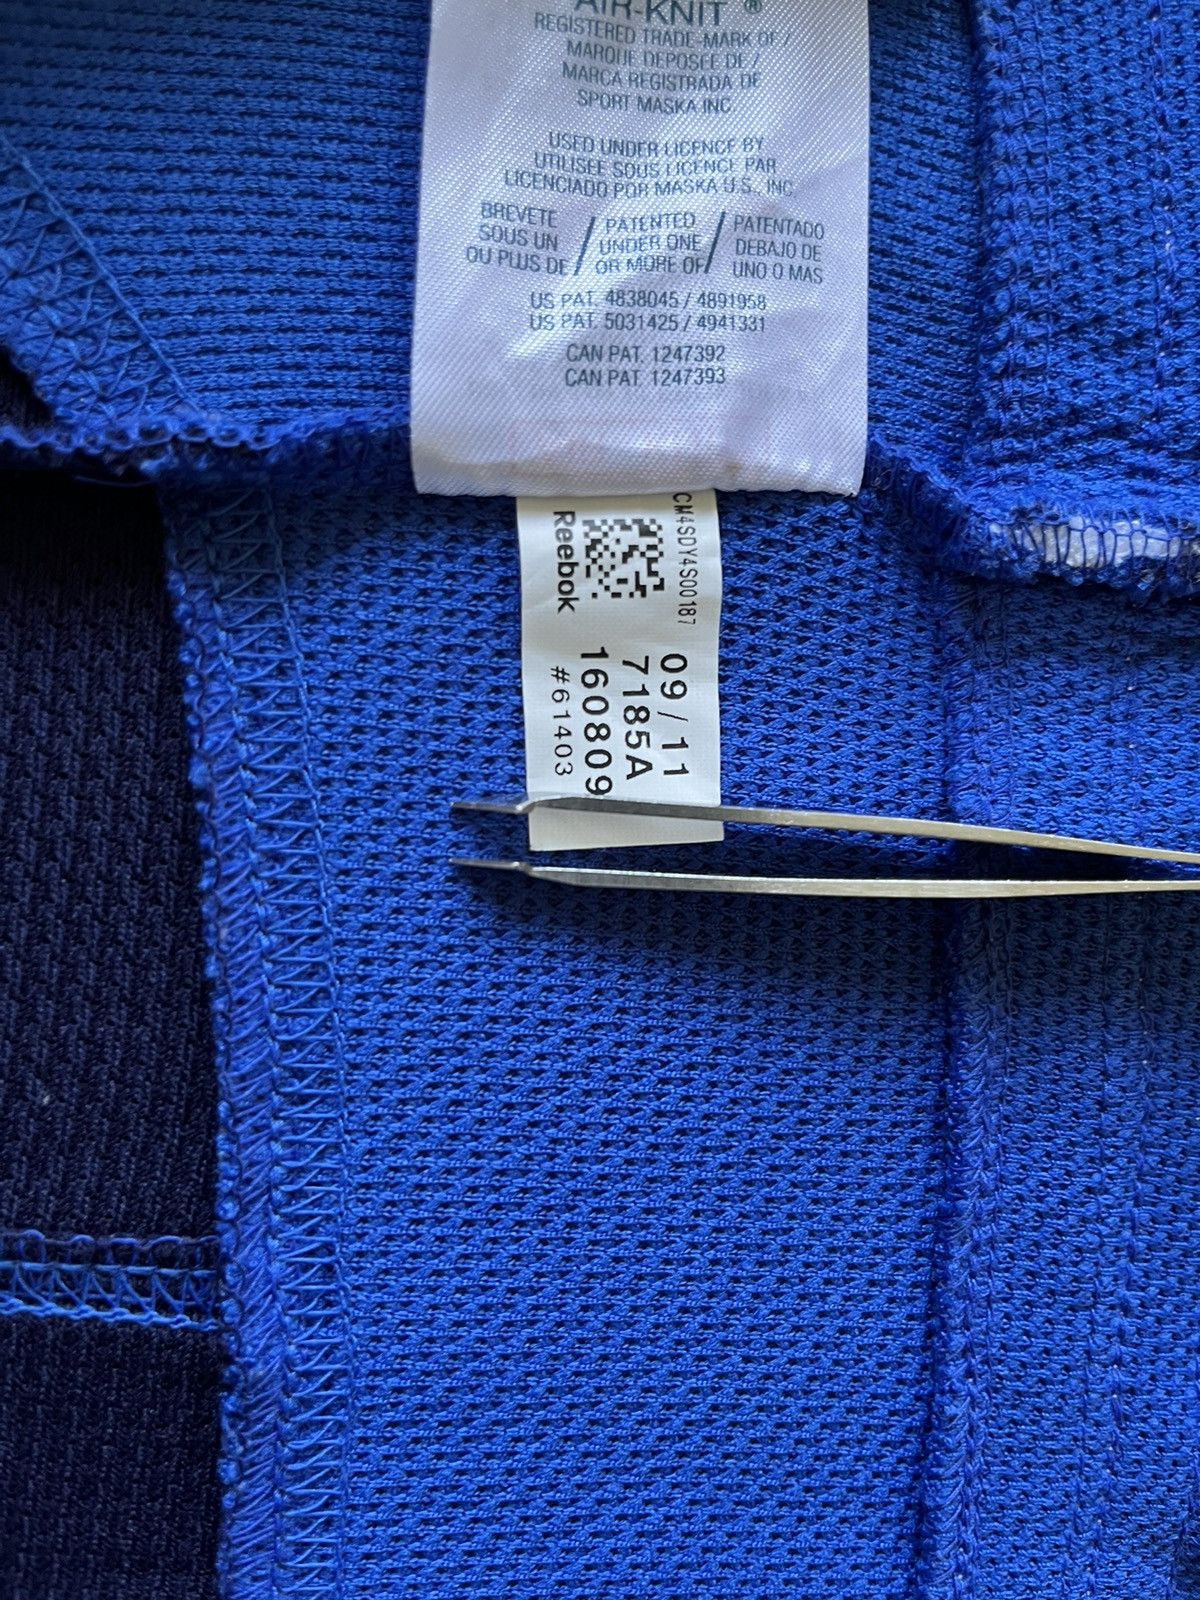 AIR-KNIT ®
REGISTERED TRADE-MARK OF /
MARQUE DEPOSEE DE /
MARCA REGISTRADA DE
SPORT MASKA INC
USED UNDER LICENCE BY
UTILISEE SOUS LICENCE PAR
LICENCIADO POR MASKA U.S., INC
BREVETE
SOUS UN
OU PLUS DE /
PATENTED
UNDER ONE
OR MORE OF /
PATENTADO
DEBAJO DE
UNO O MAS
US PAT. 4838045 / 4891958
US PAT. 5031425 / 4941331
CAN PAT. 1247392
CAN PAT. 1247393
CM4SDY4S00187
Reebok
09/11
7185A
160809
#61403